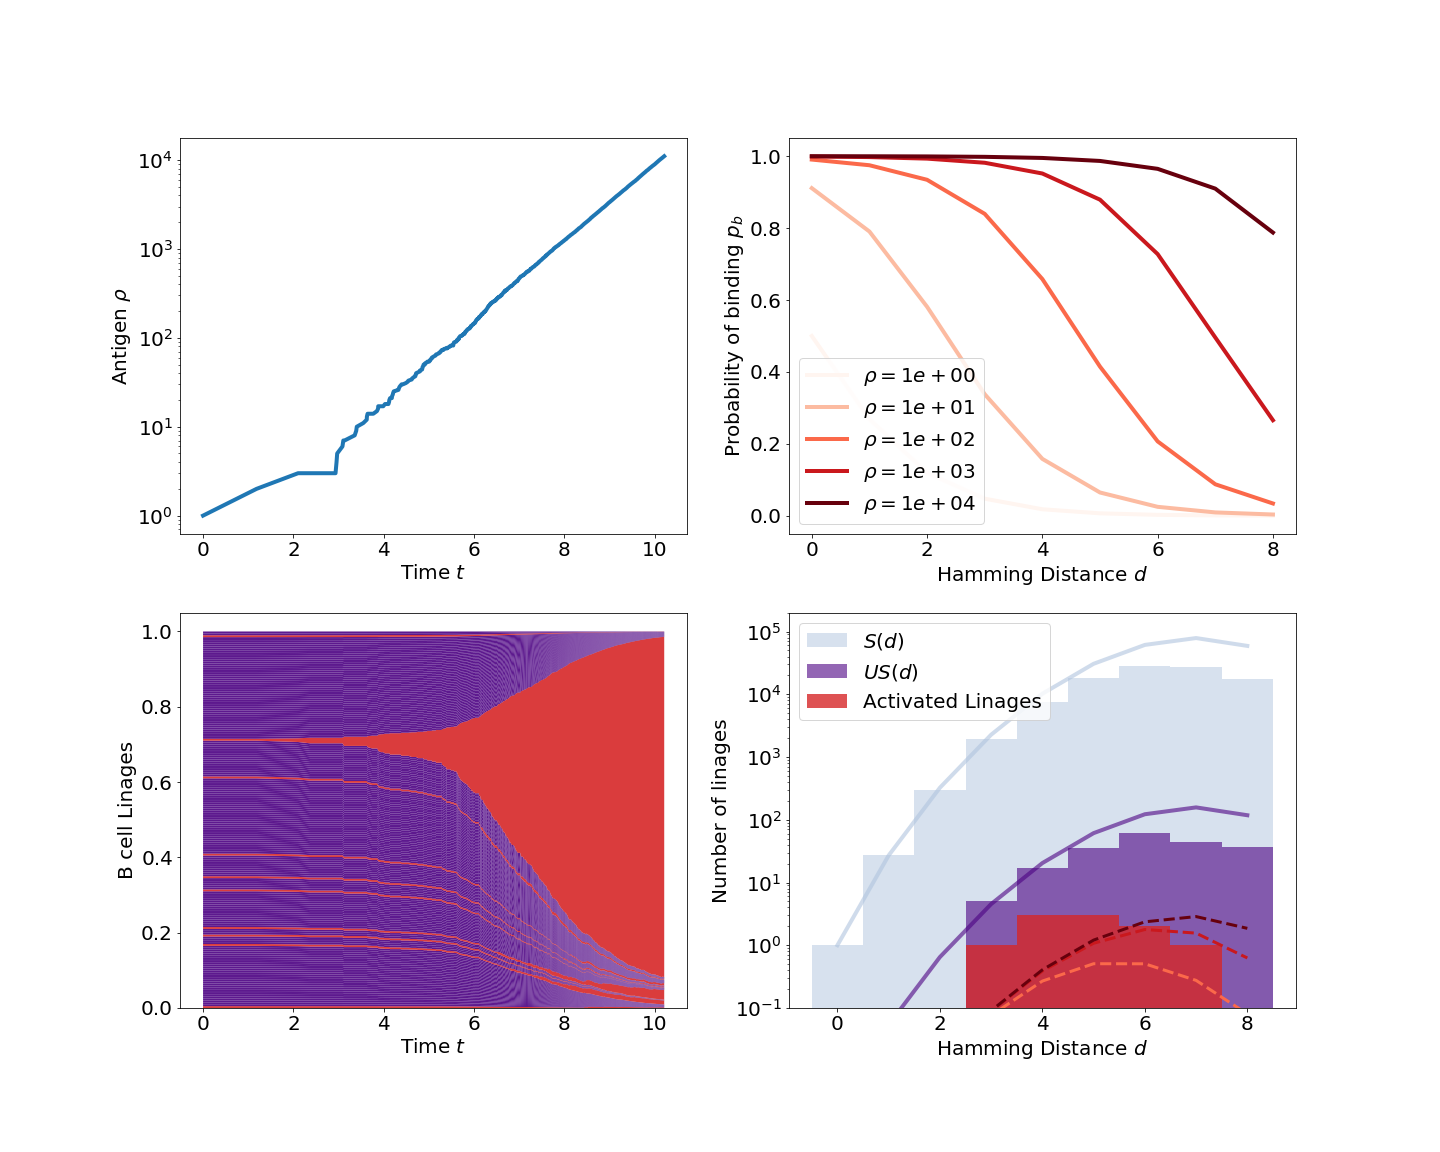 10^4
10^3
10^2
10^1
10^0
Antigen ρ
0 2 4 6 8 10
Time t
1.0
0.8
0.6
0.4
0.2
0.0
Probability of binding p_b
ρ = 1e + 00
ρ = 1e + 01
ρ = 1e + 02
ρ = 1e + 03
ρ = 1e + 04
0 2 4 6 8
Hamming Distance d
1.0
0.8
0.6
0.4
0.2
0.0
B cell Linages
0 2 4 6 8 10
Time t
10^5
10^4
10^3
10^2
10^1
10^0
10^−1
Number of linages
S(d)
US(d)
Activated Linages
0 2 4 6 8
Hamming Distance d